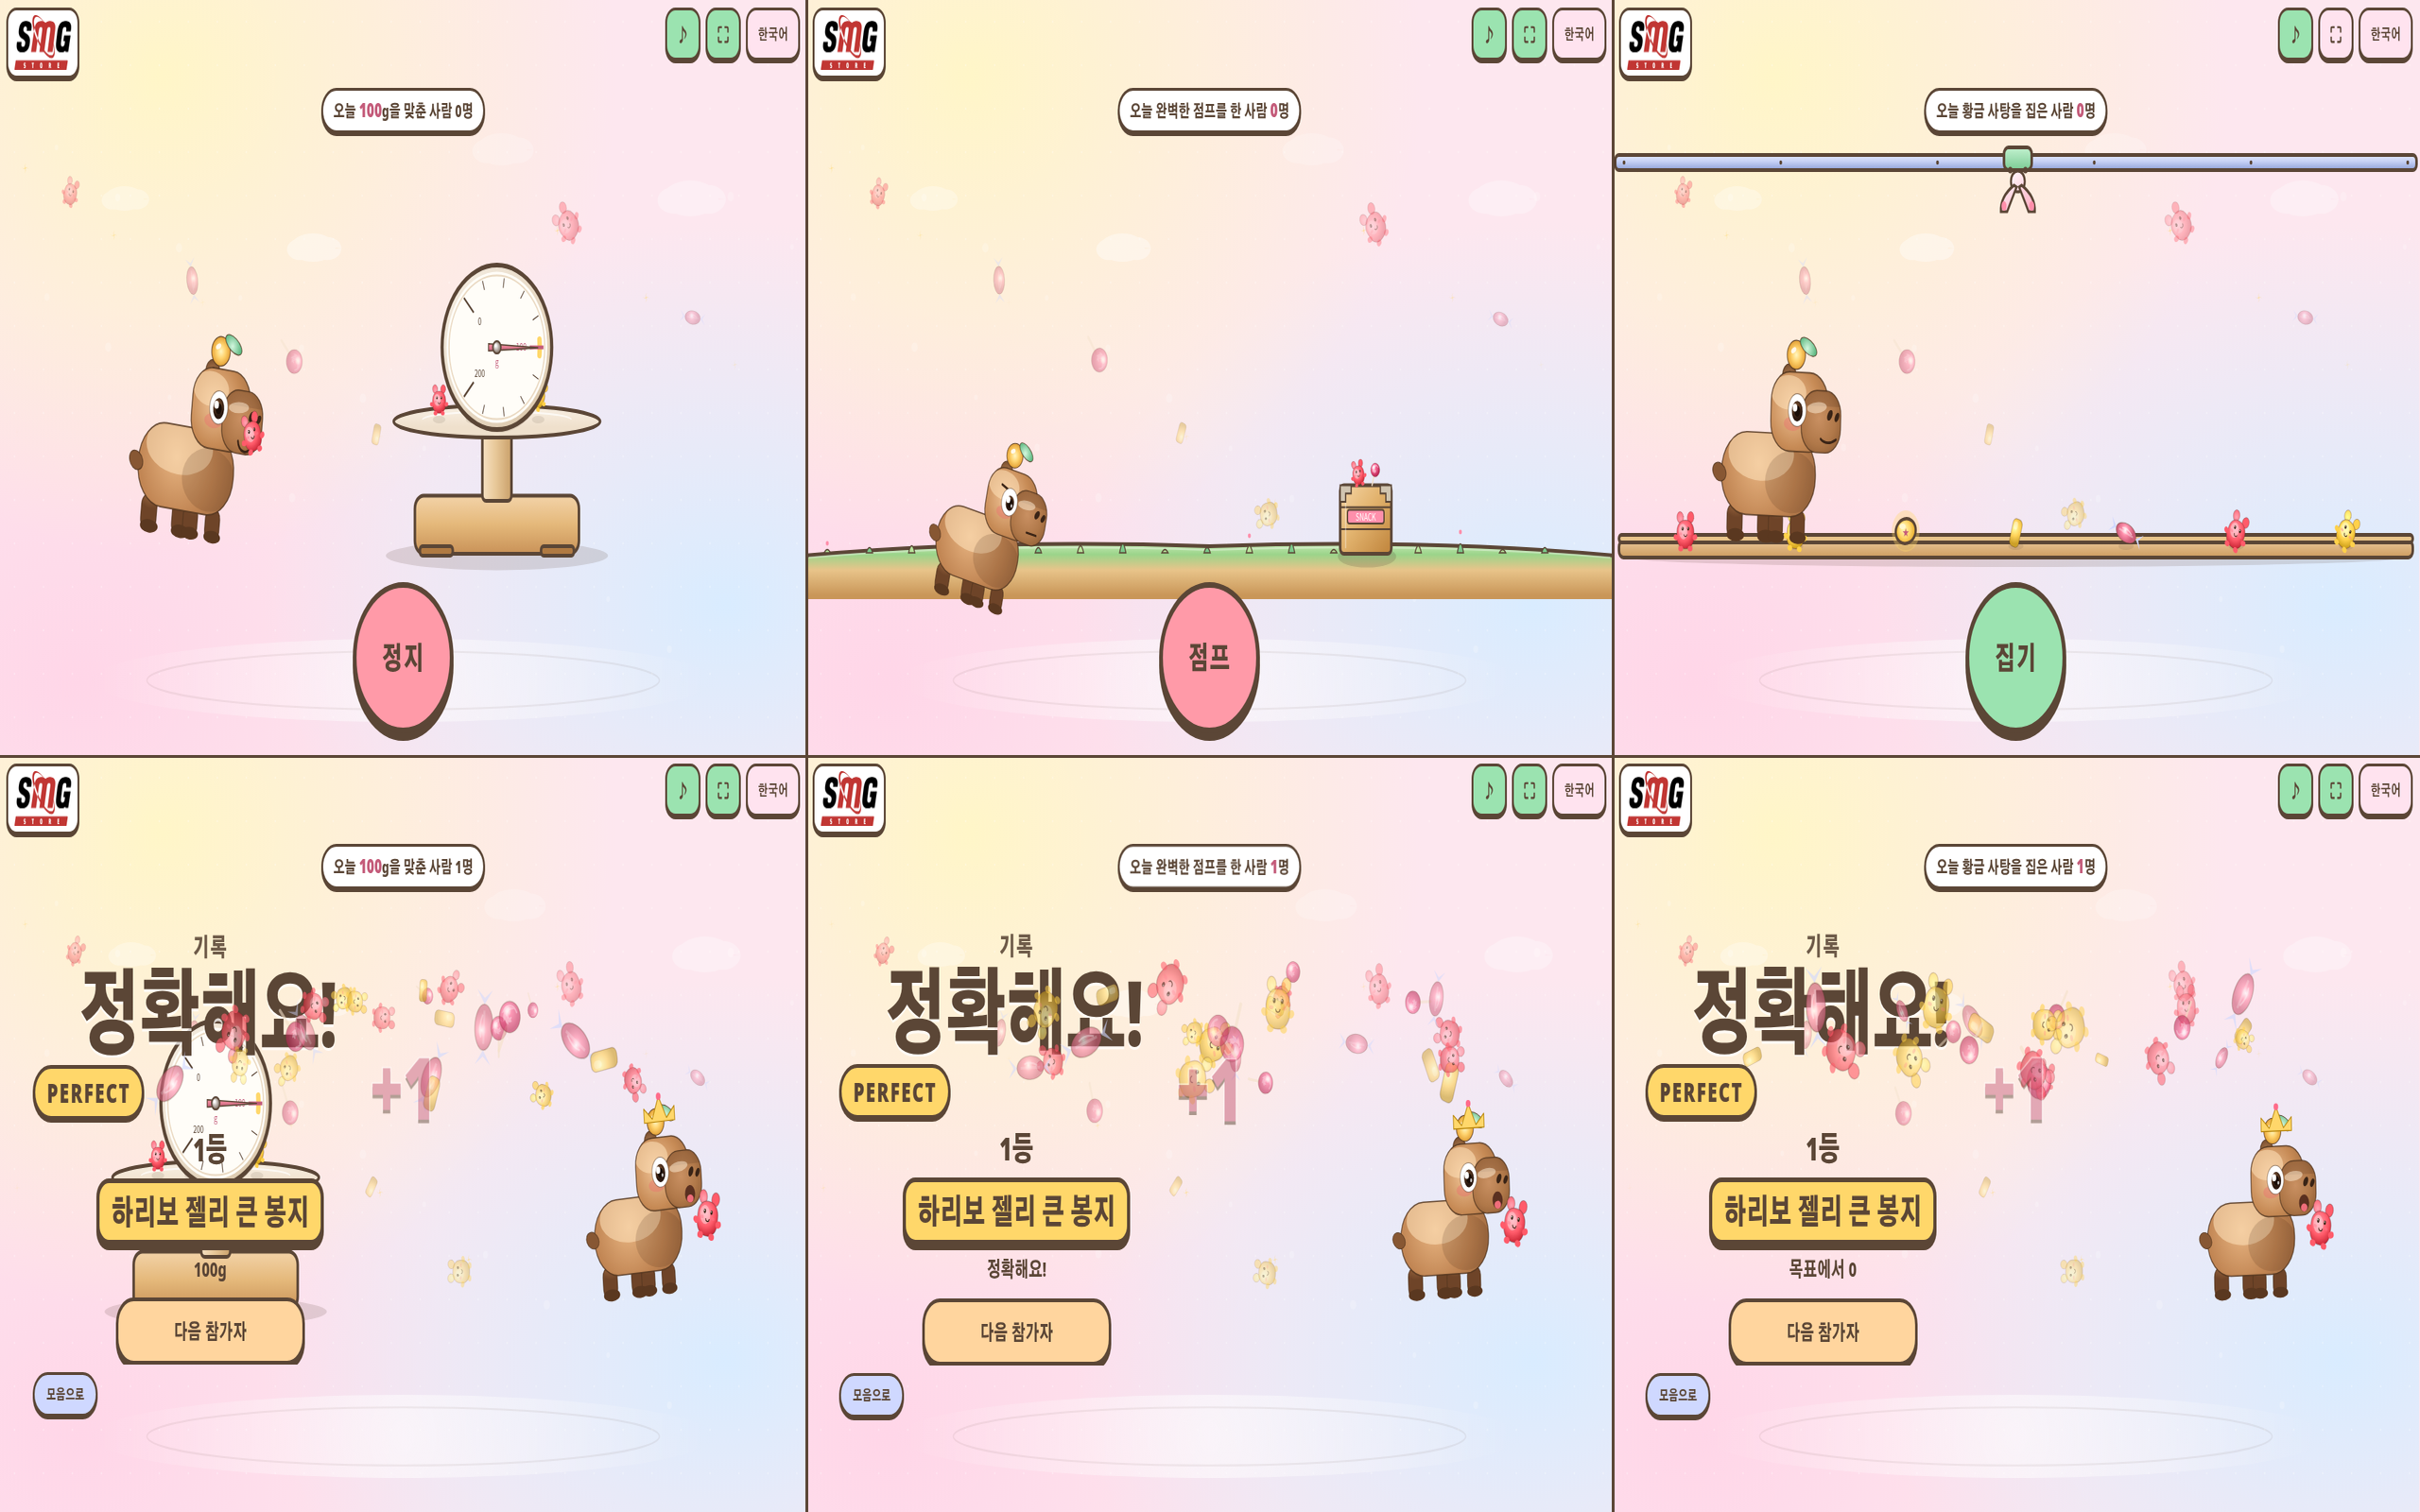 SMG
STORE
♪
한국어
오늘 100g을 맞춘 사람 0명
0
100
g
200
정지
SMG
STORE
♪
한국어
오늘 완벽한 점프를 한 사람 0명
SNACK
점프
SMG
STORE
♪
한국어
오늘 황금 사탕을 집은 사람 0명
집기
SMG
STORE
♪
한국어
오늘 100g을 맞춘 사람 1명
기록
정확해요!
+1
PERFECT
0
100
g
200
1등
하리보 젤리 큰 봉지
100g
다음 참가자
모음으로
SMG
STORE
♪
한국어
오늘 완벽한 점프를 한 사람 1명
기록
정확해요!
+1
PERFECT
1등
하리보 젤리 큰 봉지
정확해요!
다음 참가자
모음으로
SMG
STORE
♪
한국어
오늘 황금 사탕을 집은 사람 1명
기록
정확해요!
+1
PERFECT
1등
하리보 젤리 큰 봉지
목표에서 0
다음 참가자
모음으로